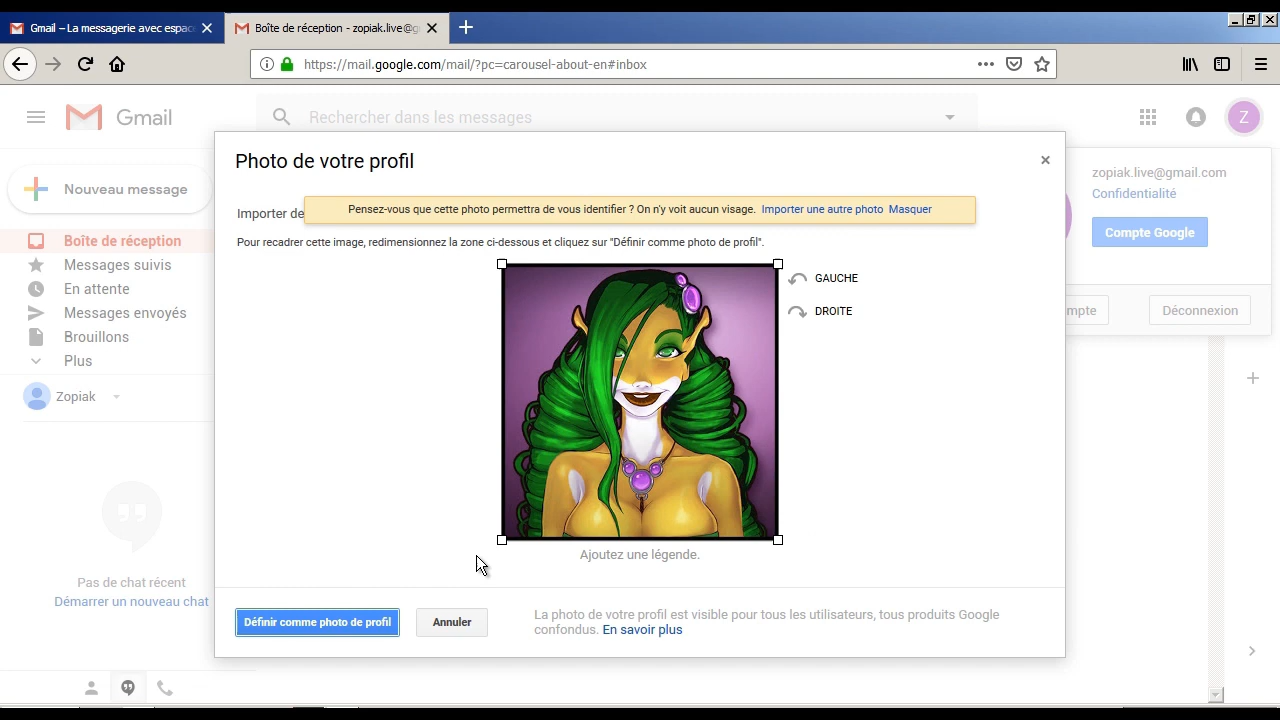 Gmail – La messagerie avec espac
Boîte de réception - zopiak.live@g
https://mail.google.com/mail/?pc=carousel-about-en#inbox
Gmail
Rechercher dans les messages
Z
Photo de votre profil
zopiak.live@gmail.com
Confidentialité
Nouveau message
Importer de
Pensez-vous que cette photo permettra de vous identifier ? On n'y voit aucun visage. Importer une autre photo Masquer
Compte Google
Boîte de réception
Pour recadrer cette image, redimensionnez la zone ci-dessous et cliquez sur "Définir comme photo de profil".
Messages suivis
GAUCHE
En attente
Messages envoyés
DROITE
mpte
Déconnexion
Brouillons
Plus
Zopiak
Ajoutez une légende.
Pas de chat récent
Démarrer un nouveau chat
Définir comme photo de profil
Annuler
La photo de votre profil est visible pour tous les utilisateurs, tous produits Google
confondus. En savoir plus